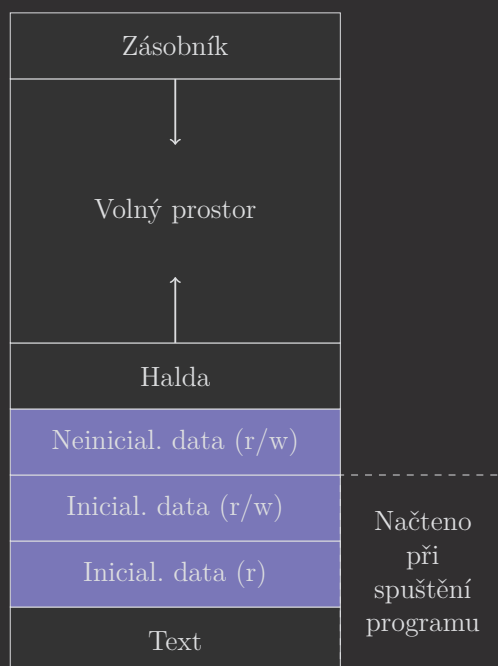 Zásobník
Volný prostor
Halda
Neinicial. data (r/w)
Inicial. data (r/w)
Inicial. data (r)
Text
Načteno
při
spuštění
programu